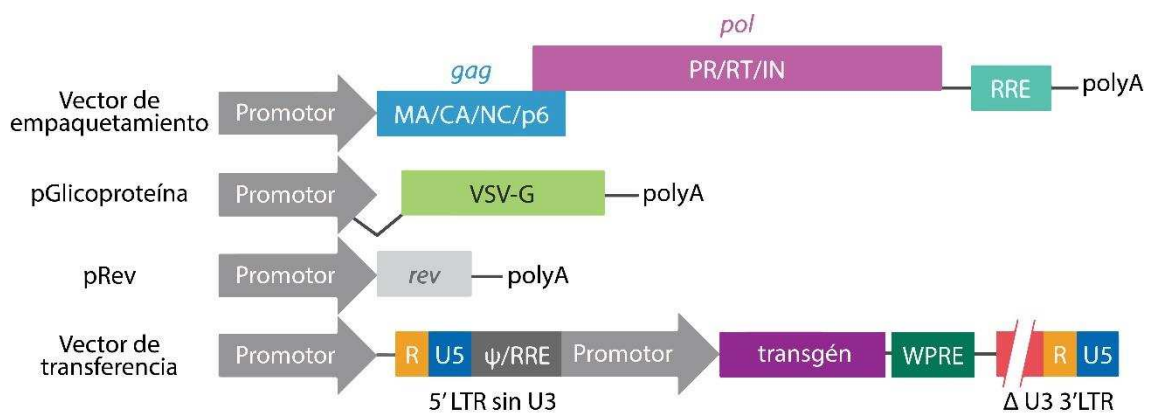 pol
gag
PR/RT/IN
Vector de
empaquetamiento
Promotor
MA/CA/NC/p6
RRE
polyA
pGlicoproteína
Promotor
VSV-G
polyA
pRev
Promotor
rev
polyA
Vector de
transferencia
Promotor
R
U5
ψ/RRE
Promotor
transgén
WPRE
R
U5
5' LTR sin U3
Δ U3 3'LTR